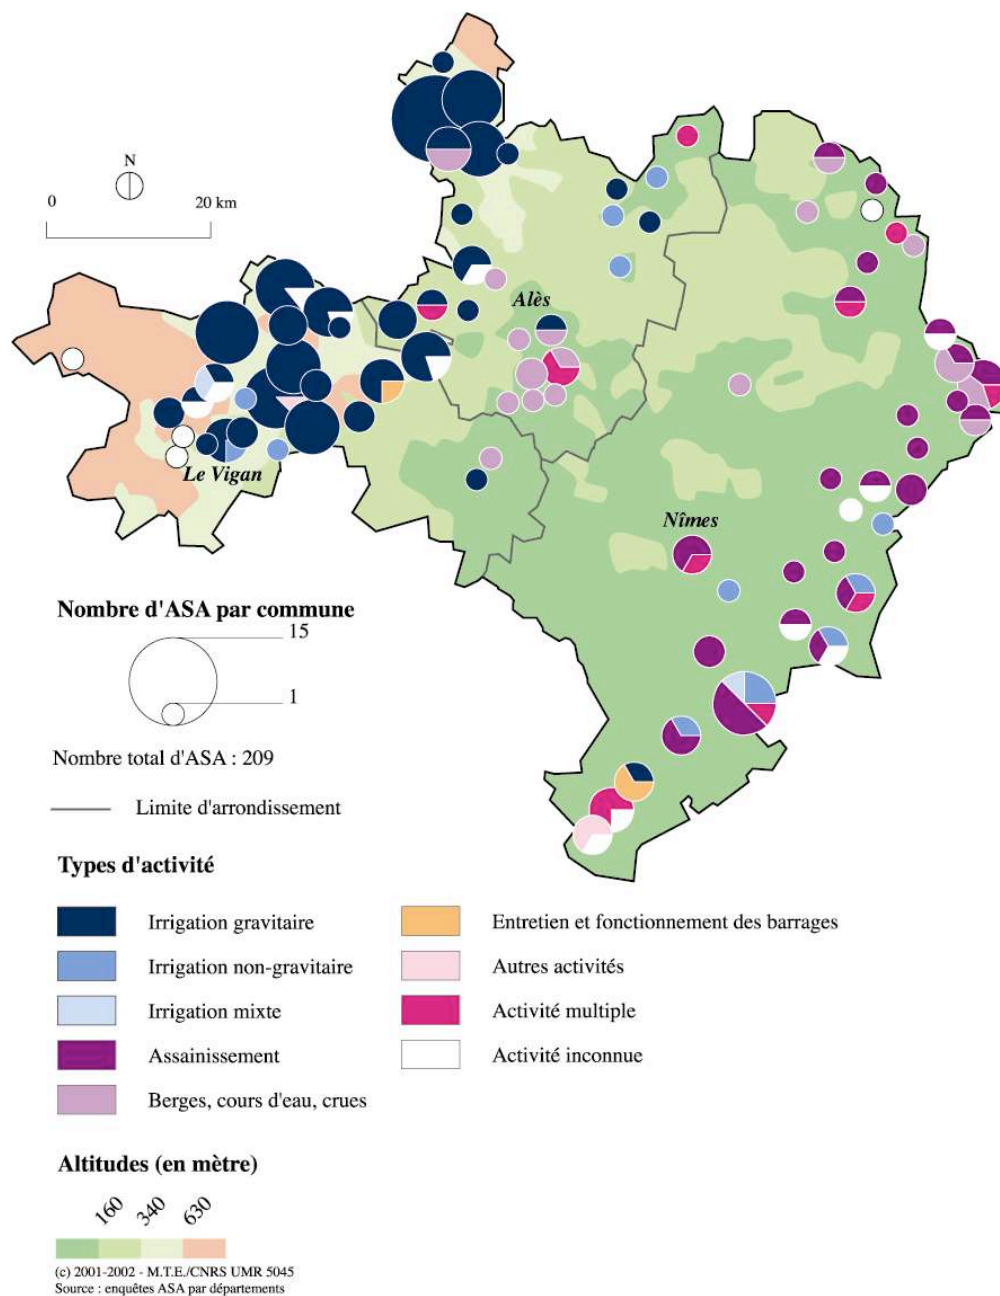 N
0 20 km
Alès
Le Vigan
Nîmes
Nombre d'ASA par commune
15
1
Nombre total d'ASA : 209
Limite d'arrondissement
Types d'activité
Irrigation gravitaire
Irrigation non-gravitaire
Irrigation mixte
Assainissement
Berges, cours d'eau, crues
Entretien et fonctionnement des barrages
Autres activités
Activité multiple
Activité inconnue
Altitudes (en mètre)
160 340 630
(c) 2001-2002 - M.T.E./CNRS UMR 5045
Source : enquêtes ASA par départements